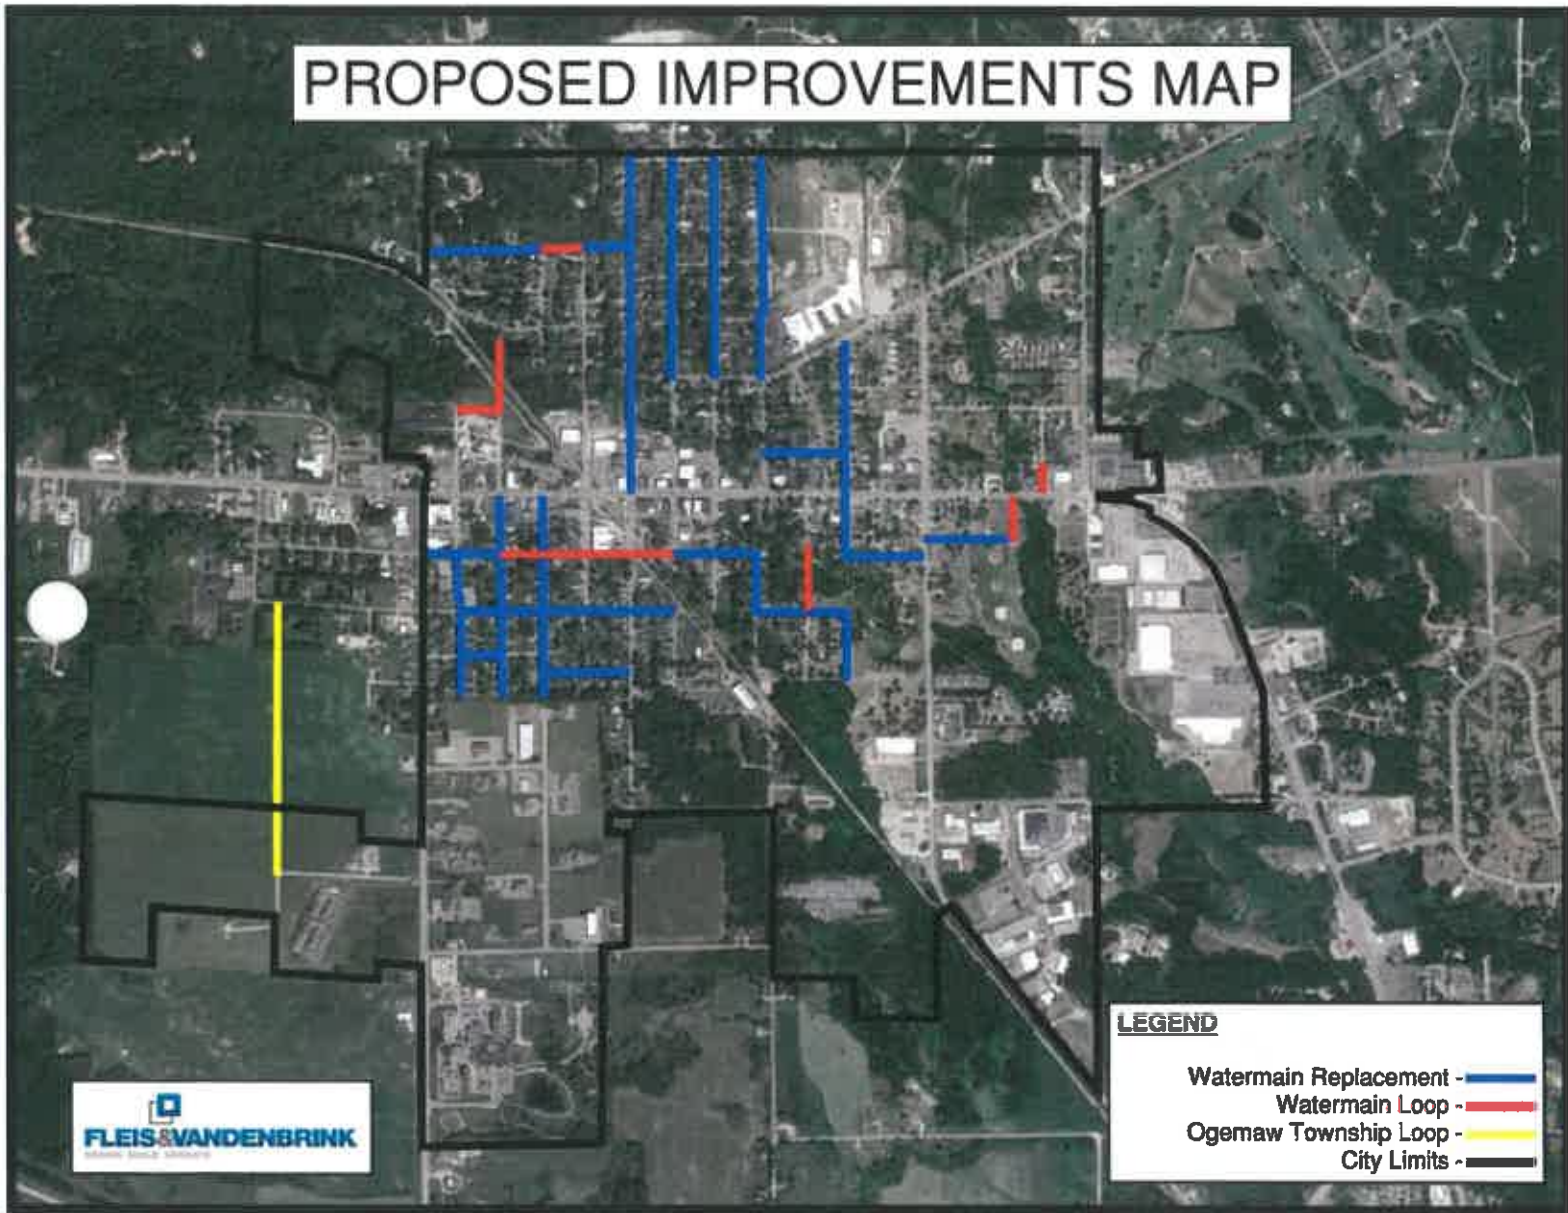 PROPOSED IMPROVEMENTS MAP
LEGEND
Watermain Replacement -
Watermain Loop -
Ogemaw Township Loop -
City Limits -
FLEIS&VANDENBRINK